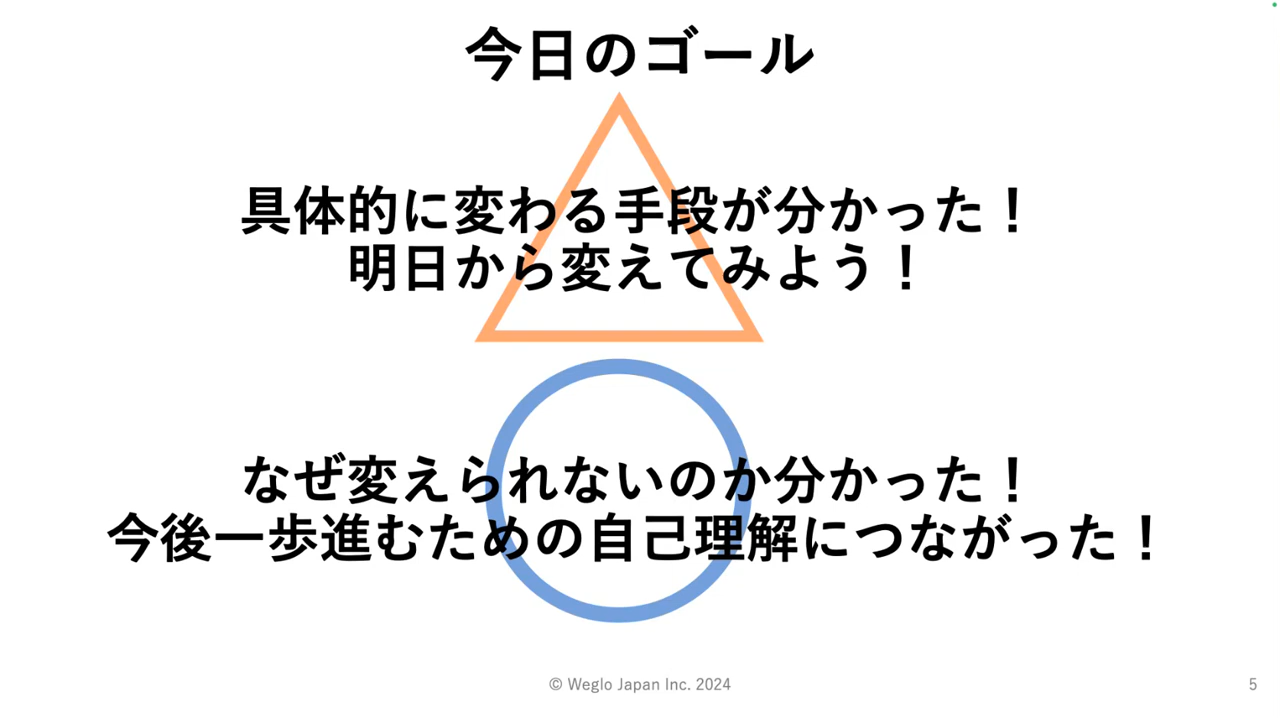 今日のゴール
具体的に変わる手段が分かった！
明日から変えてみよう！
なぜ変えられないのか分かった！
今後一歩進むための自己理解につながった！
© Weglo Japan Inc. 2024
5